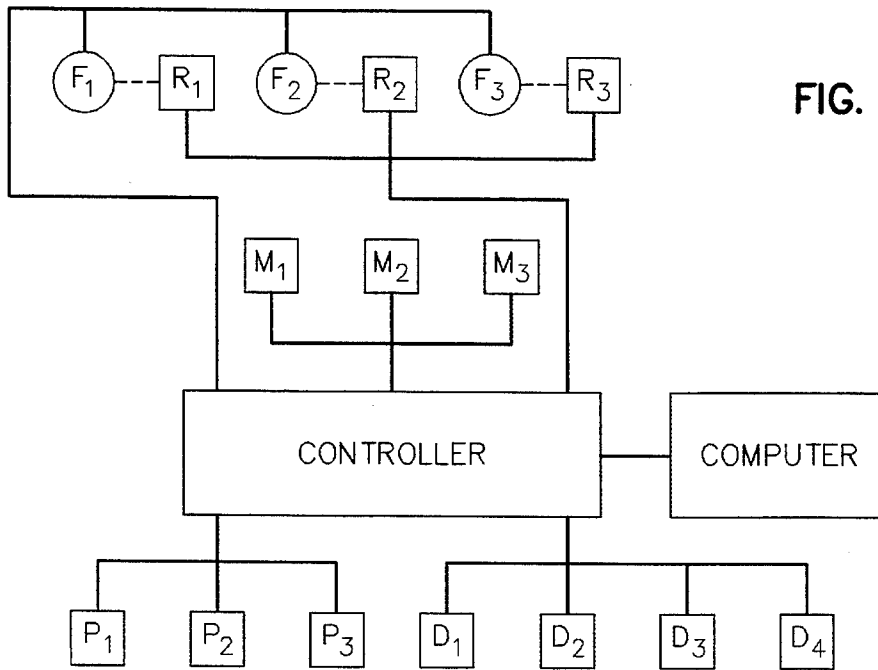 F1 R1 F2 R2 F3 R3
FIG.
M1 M2 M3
CONTROLLER COMPUTER
P1 P2 P3 D1 D2 D3 D4